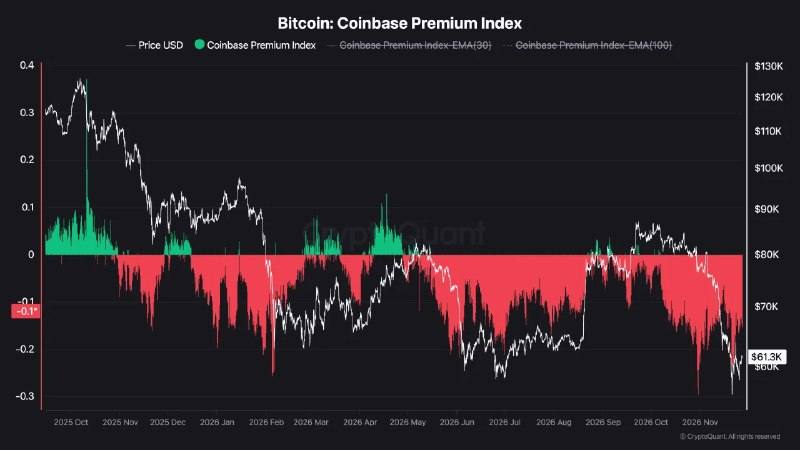 Bitcoin: Coinbase Premium Index
Price USD Coinbase Premium Index Coinbase Premium Index-EMA(30) Coinbase Premium Index-EMA(100)
0.4 $130K
$120K
0.3
$110K
0.2 $100K
0.1 $90K
CryptoQuant
0 $80K
-0.1 $70K
-0.1*
-0.2
$61.3K
$60K
-0.3
2025 Oct 2025 Nov 2025 Dec 2026 Jan 2026 Feb 2026 Mar 2026 Apr 2026 May 2026 Jun 2026 Jul 2026 Aug 2026 Sep 2026 Oct 2026 Nov
© CryptoQuant. All rights reserved